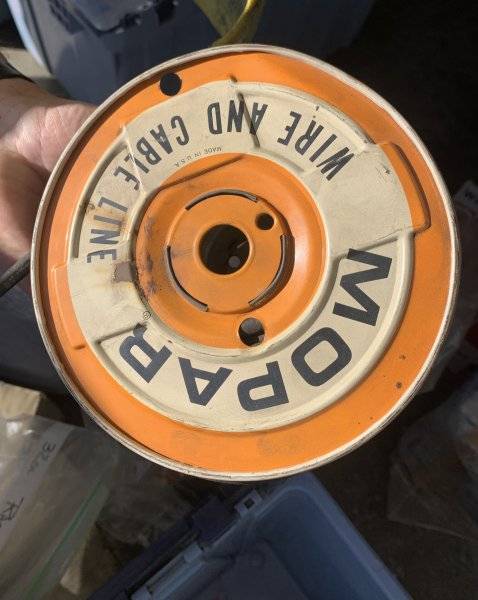 MOPAR
WIRE AND CABLE LINE
MADE IN U.S.A.
®